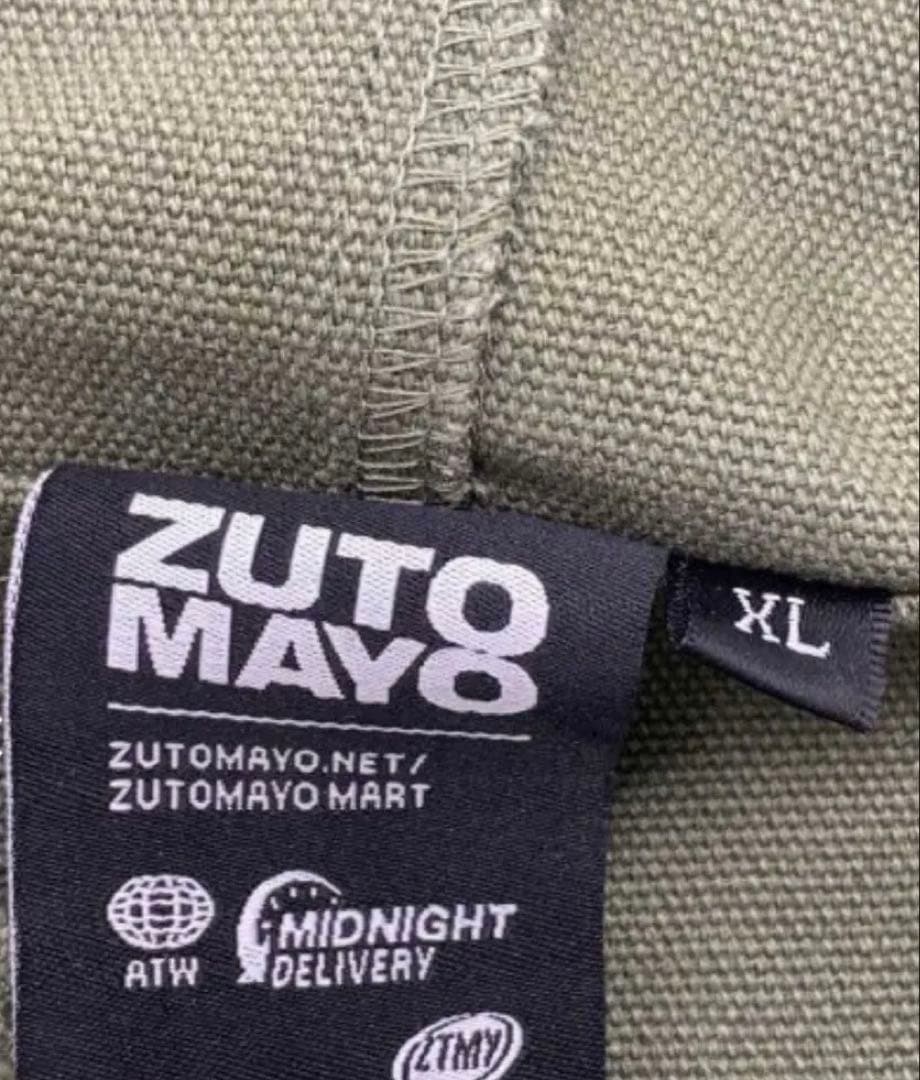 ZUTO
MAYO
XL
ZUTOMAYO.NET/
ZUTOMAYO MART
ATW
MIDNIGHT
DELIVERY
ZTMY